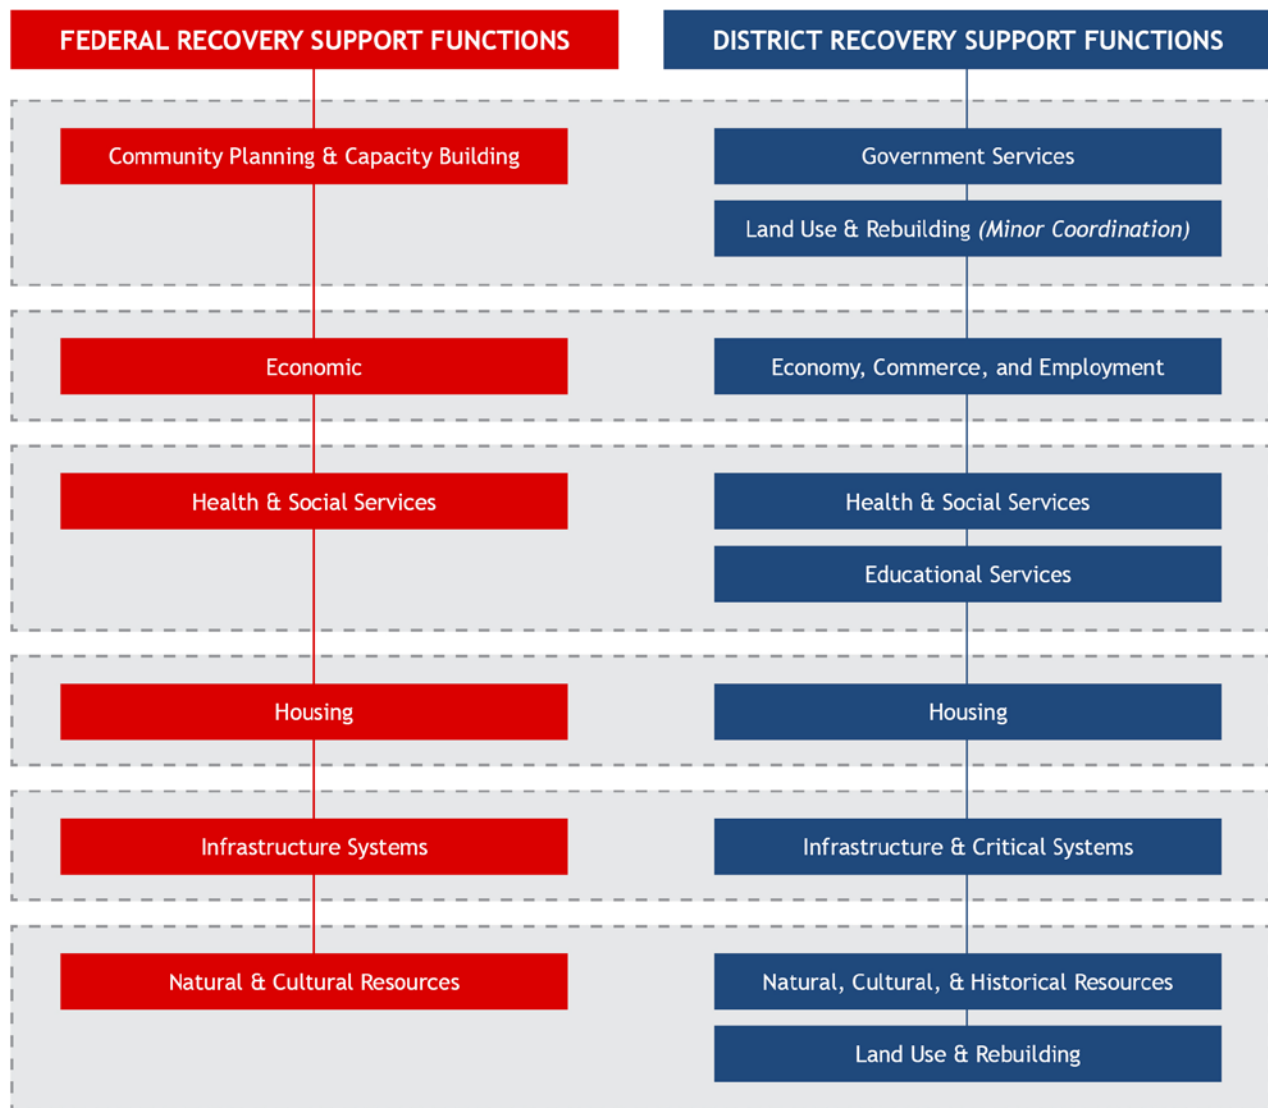 FEDERAL RECOVERY SUPPORT FUNCTIONS
DISTRICT RECOVERY SUPPORT FUNCTIONS
Community Planning & Capacity Building
Government Services
Land Use & Rebuilding (Minor Coordination)
Economic
Economy, Commerce, and Employment
Health & Social Services
Health & Social Services
Educational Services
Housing
Housing
Infrastructure Systems
Infrastructure & Critical Systems
Natural & Cultural Resources
Natural, Cultural, & Historical Resources
Land Use & Rebuilding